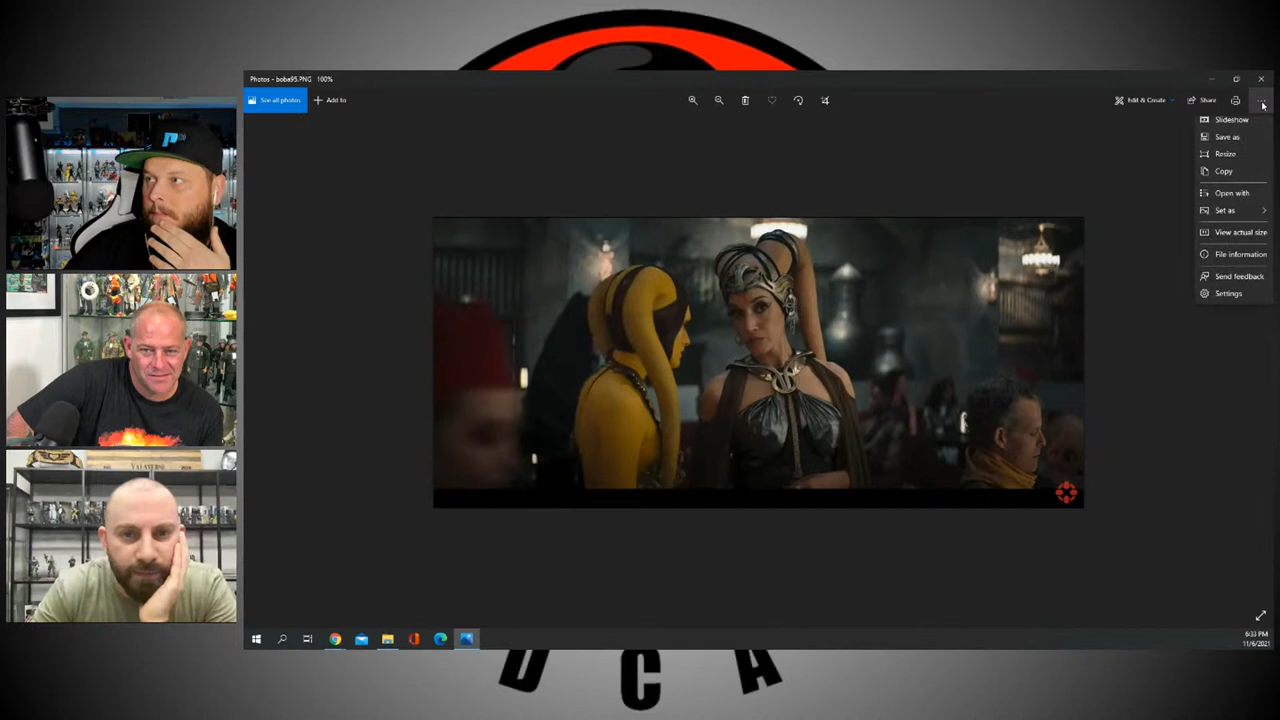 Photos - boba95.PNG 100%
See all photos
Add to
Edit & Create
Share
Slideshow
Save as
Resize
Copy
Open with
Set as
View actual size
File information
Send feedback
Settings
VALAVERSE
6:33 PM
11/6/2021
D C A